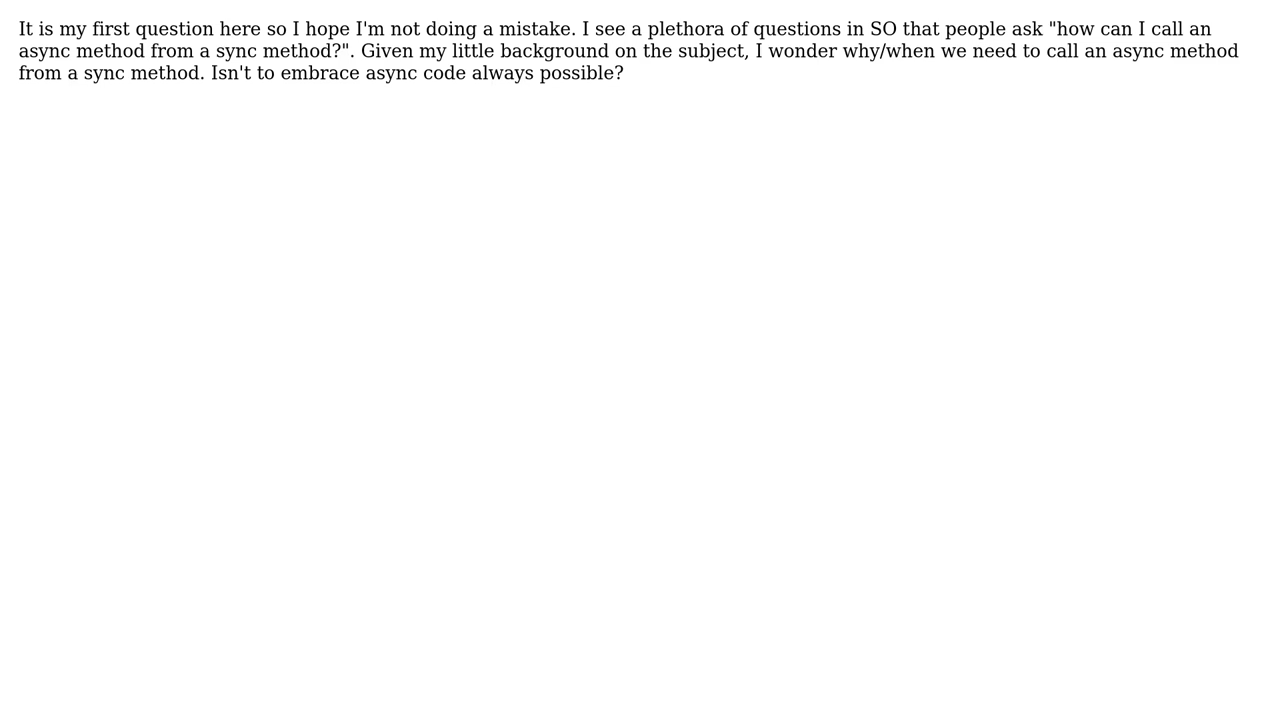 It is my first question here so I hope I'm not doing a mistake. I see a plethora of questions in SO that people ask "how can I call an
async method from a sync method?". Given my little background on the subject, I wonder why/when we need to call an async method
from a sync method. Isn't to embrace async code always possible?